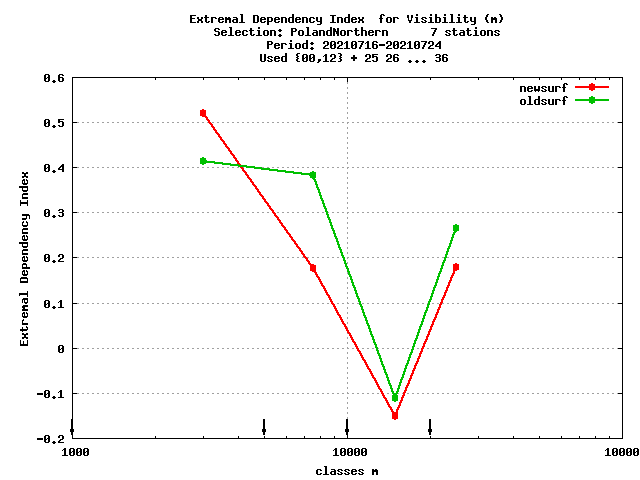 Extremal Dependency Index  for Visibility (m)
Selection: PolandNorthern      7 stations
Period: 20210716-20210724
Used {00,12} + 25 26 ... 36
newsurf
oldsurf
0.6
0.5
0.4
0.3
0.2
0.1
0
-0.1
-0.2
Extremal Dependency Index
1000
10000
10000
classes m